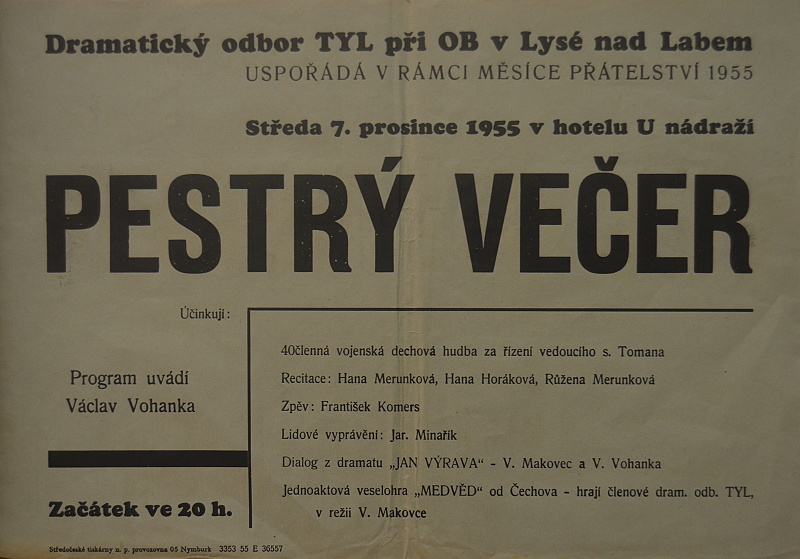 Dramatický odbor TYL při OB v Lysé nad Labem
USPOŘÁDÁ V RÁMCI MĚSÍCE PŘÁTELSTVÍ 1955
Středa 7. prosince 1955 v hotelu U nádraží
PESTRÝ VEČER
Účinkují:
Program uvádí
Václav Vohanka
40členná vojenská dechová hudba za řízení vedoucího s. Tomana
Recitace: Hana Merunková, Hana Horáková, Růžena Merunková
Zpěv: František Komers
Lidové vyprávění: Jar. Minařík
Dialog z dramatu „JAN VÝRAVA" - V. Makovec a V. Vohanka
Jednoaktová veselohra „MEDVĚD" od Čechova - hrají členové dram. odb. TYL,
v režii V. Makovce
Začátek ve 20 h.
Středočeské tiskárny n. p. provozovna 05 Nymburk 3353 55 E 36557